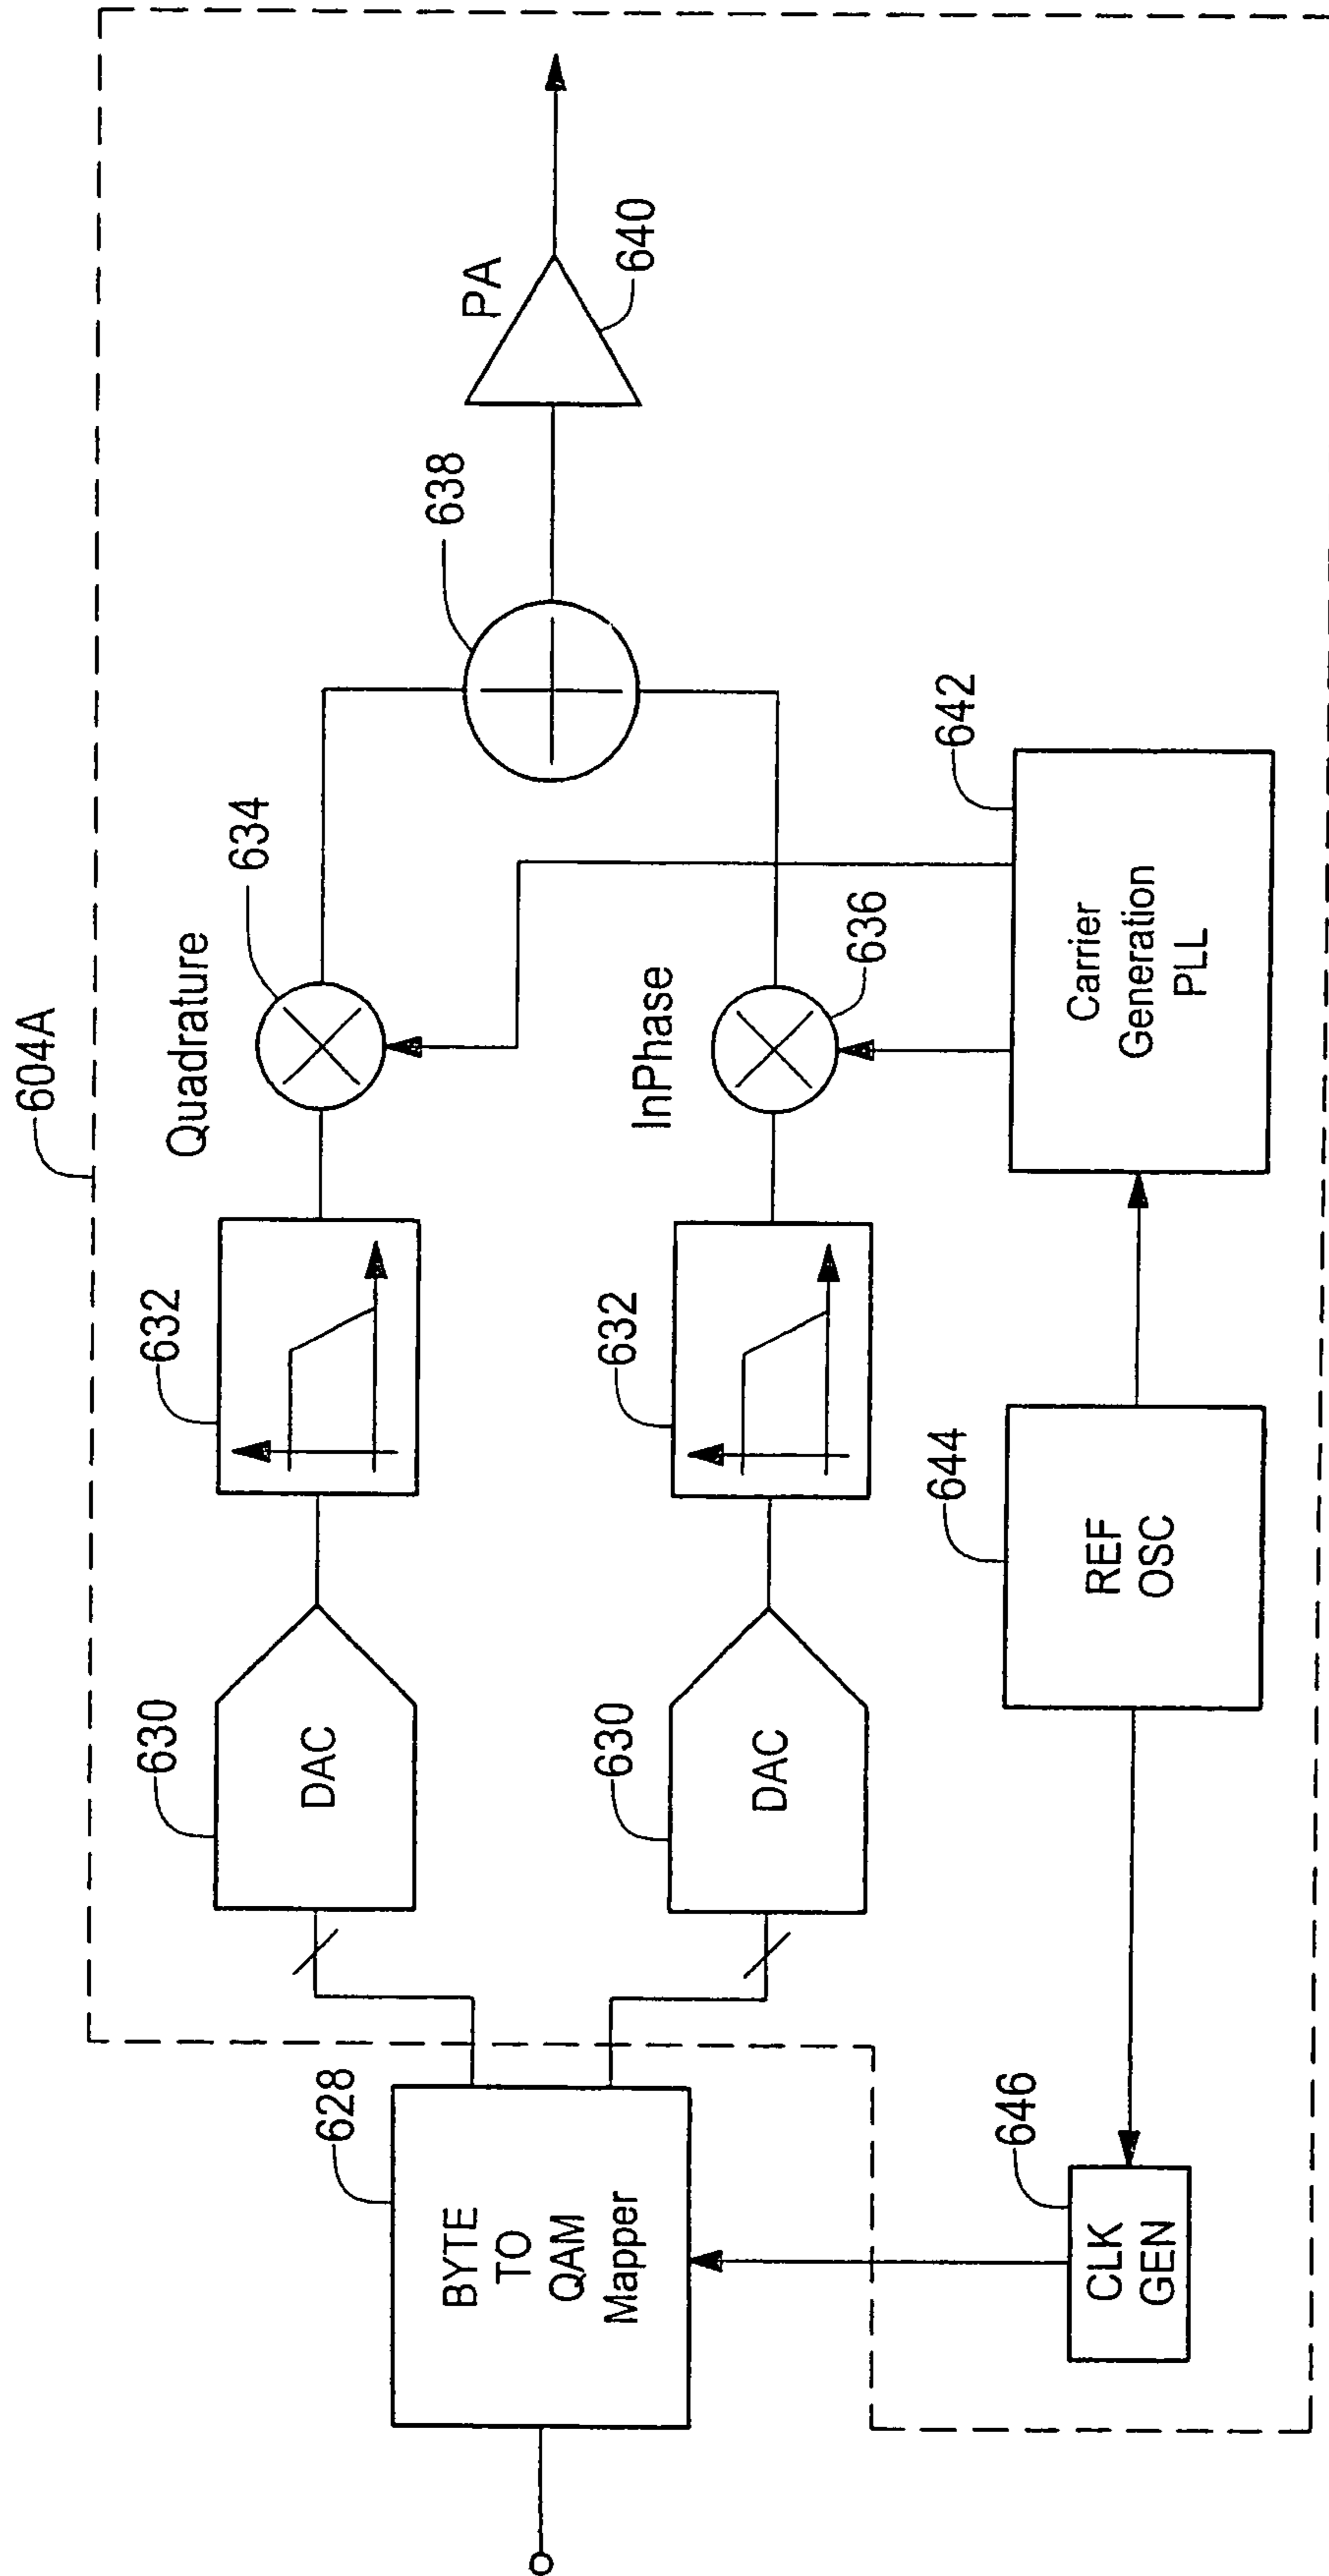 604A
Quadrature
634
632
630
DAC
PA
640
638
628
BYTE
TO
QAM
Mapper
InPhase
636
632
630
DAC
642
Carrier
Generation
PLL
644
REF
OSC
646
CLK
GEN